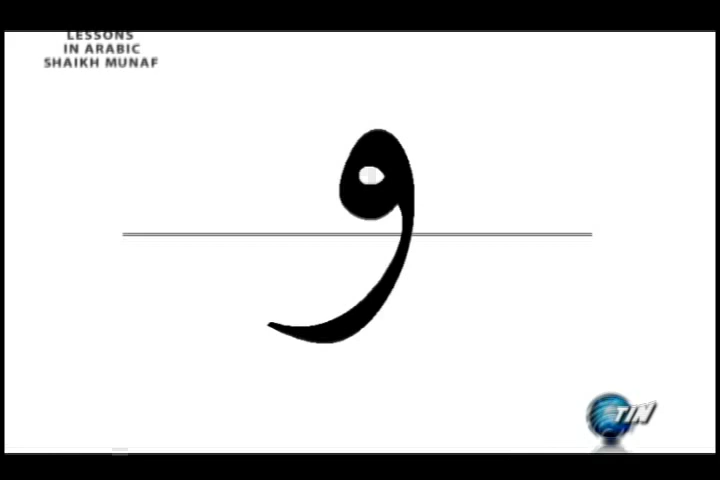 LESSONS
IN ARABIC
SHAIKH MUNAF
و
TIN